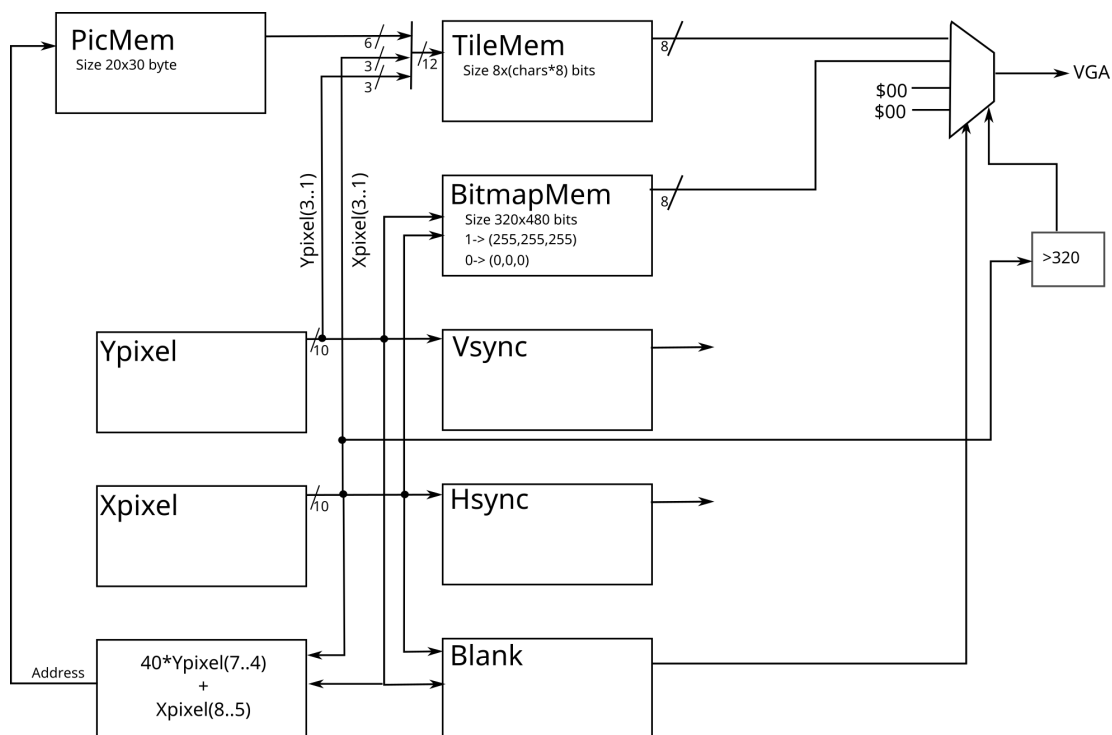 PicMem
Size 20x30 byte
6
3
3
12
TileMem
Size 8x(chars*8) bits
8
$00
$00
VGA
Ypixel(3..1)
Xpixel(3..1)
BitmapMem
Size 320x480 bits
1-> (255,255,255)
0-> (0,0,0)
8
>320
Ypixel
10
Vsync
Xpixel
10
Hsync
Address
40*Ypixel(7..4)
+
Xpixel(8..5)
Blank